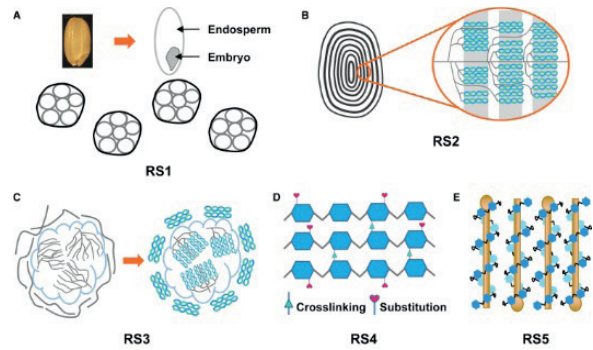 A
Endosperm
Embryo
RS1
B
RS2
C
RS3
D
Crosslinking
Substitution
RS4
E
RS5